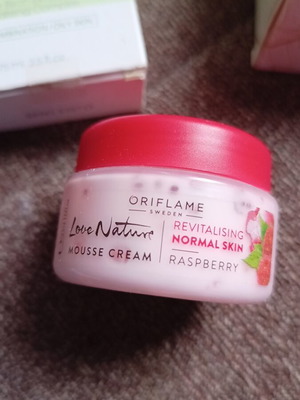 ORIFLAME
SWEDEN
Love Nature
MOUSSE CREAM
REVITALISING
NORMAL SKIN
RASPBERRY